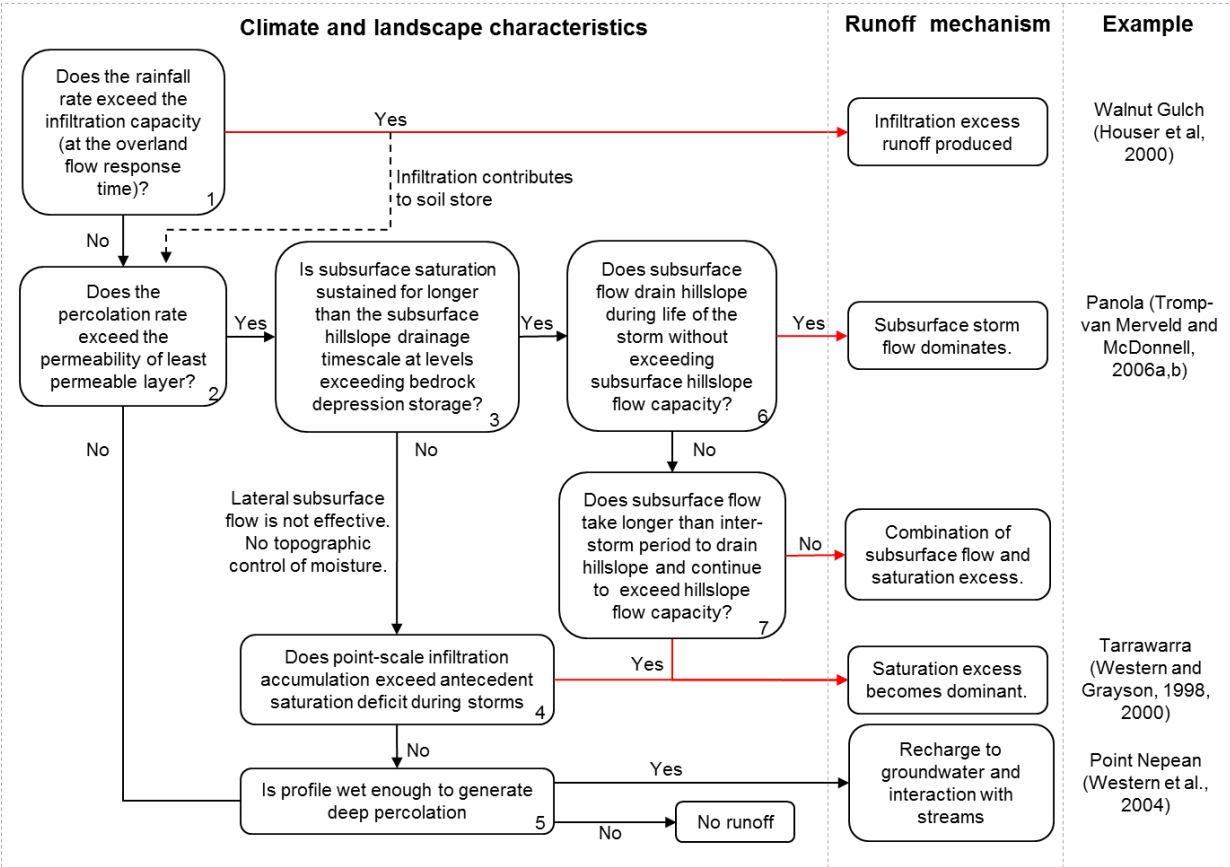 Climate and landscape characteristics
Runoff mechanism
Example
Does the rainfall
rate exceed the
infiltration capacity
(at the overland
flow response
time)?
1
Yes
Infiltration excess
runoff produced
Walnut Gulch
(Houser et al,
2000)
Infiltration contributes
to soil store
No
Does the
percolation rate
exceed the
permeability of least
permeable layer?
2
Yes
Is subsurface saturation
sustained for longer
than the subsurface
hillslope drainage
timescale at levels
exceeding bedrock
depression storage?
3
Yes
Does subsurface
flow drain hillslope
during life of the
storm without
exceeding
subsurface hillslope
flow capacity?
6
Yes
Subsurface storm
flow dominates.
Panola (Tromp-
van Merveld and
McDonnell,
2006a,b)
No
No
No
Lateral subsurface
flow is not effective.
No topographic
control of moisture.
Does subsurface flow
take longer than inter-
storm period to drain
hillslope and continue
to exceed hillslope
flow capacity?
7
No
Combination of
subsurface flow and
saturation excess.
Does point-scale infiltration
accumulation exceed antecedent
saturation deficit during storms
4
Yes
Saturation excess
becomes dominant.
Tarrawarra
(Western and
Grayson, 1998,
2000)
No
Is profile wet enough to generate
deep percolation
5
Yes
Recharge to
groundwater and
interaction with
streams
Point Nepean
(Western et al.,
2004)
No
No runoff